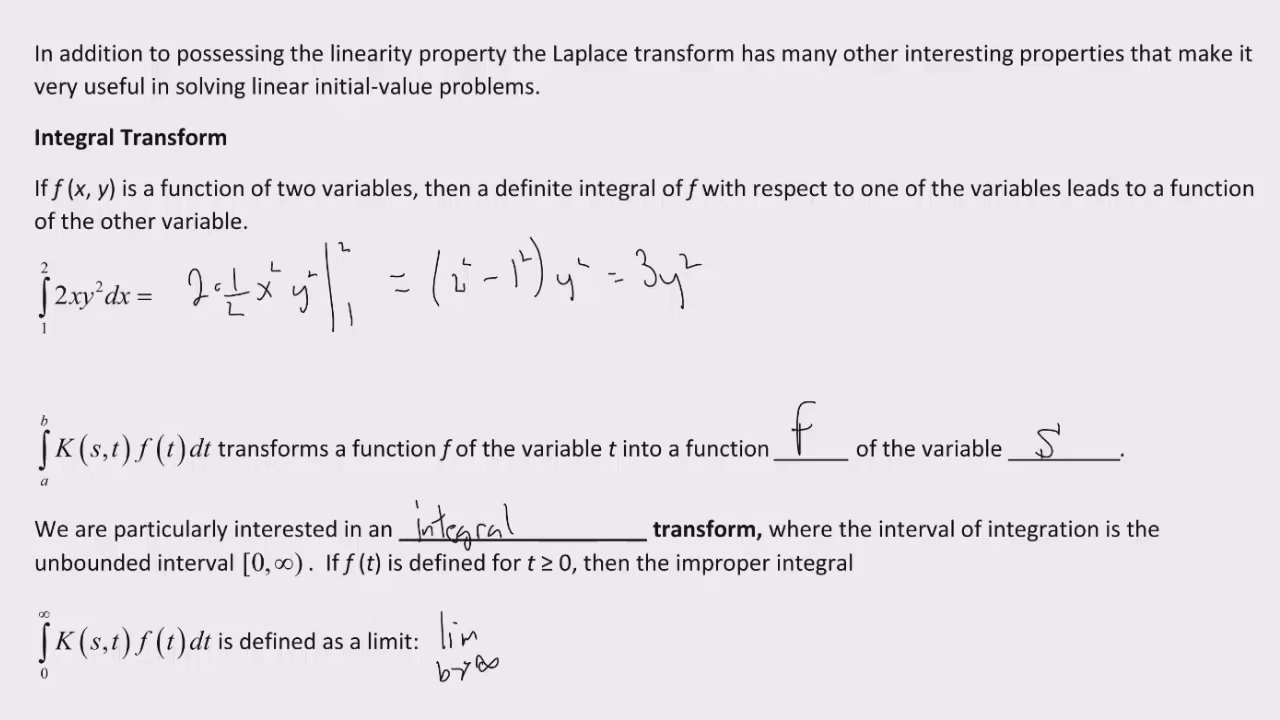 In addition to possessing the linearity property the Laplace transform has many other interesting properties that make it
very useful in solving linear initial-value problems.
Integral Transform
If f (x, y) is a function of two variables, then a definite integral of f with respect to one of the variables leads to a function
of the other variable.
∫₁² 2xy²dx = 2·½x²y²|₁² = (2² − 1²)y² = 3y²
∫ₐᵇ K(s,t) f(t)dt transforms a function f of the variable t into a function f of the variable s.
We are particularly interested in an integral transform, where the interval of integration is the
unbounded interval [0,∞). If f (t) is defined for t ≥ 0, then the improper integral
∫₀^∞ K(s,t) f(t)dt is defined as a limit: lim b→∞